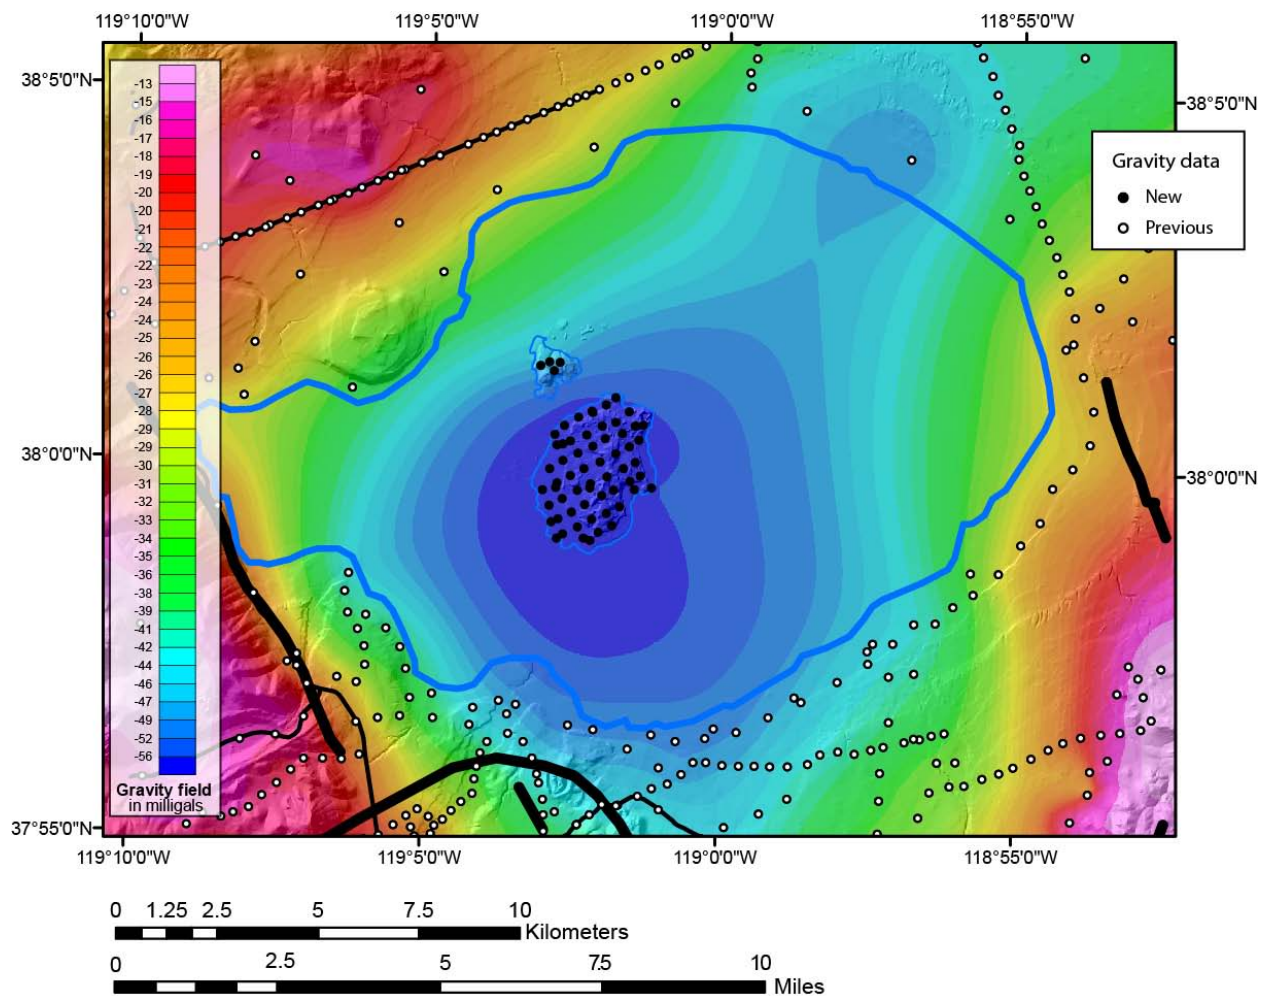 119°10'0"W 119°5'0"W 119°0'0"W 118°55'0"W
38°5'0"N
38°5'0"N
38°0'0"N
38°0'0"N
37°55'0"N
-13
-15
-16
-17
-18
-19
-20
-20
-21
-22
-22
-23
-24
-24
-25
-26
-26
-27
-28
-29
-29
-30
-31
-32
-33
-34
-35
-36
-38
-39
-41
-42
-44
-46
-47
-49
-52
-56
Gravity field
in milligals
Gravity data
New
Previous
119°10'0"W 119°5'0"W 119°0'0"W 118°55'0"W
0 1.25 2.5 5 7.5 10
Kilometers
0 2.5 5 7.5 10
Miles